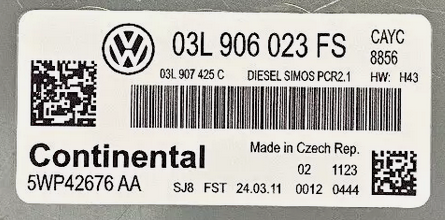 03L 906 023 FS CAYC
8856
03L 907 425 C DIESEL SIMOS PCR2.1 HW: H43
Continental Made in Czech Rep.
02 1123
5WP42676 AA SJ8 FST 24.03.11 0012 0444